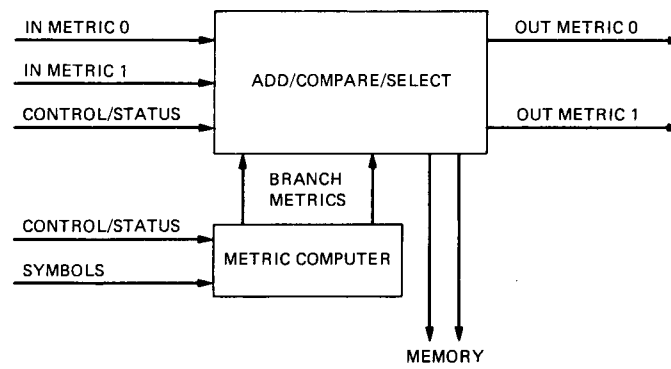 IN METRIC 0
OUT METRIC 0
IN METRIC 1
ADD/COMPARE/SELECT
CONTROL/STATUS
OUT METRIC 1
BRANCH
METRICS
CONTROL/STATUS
METRIC COMPUTER
SYMBOLS
MEMORY